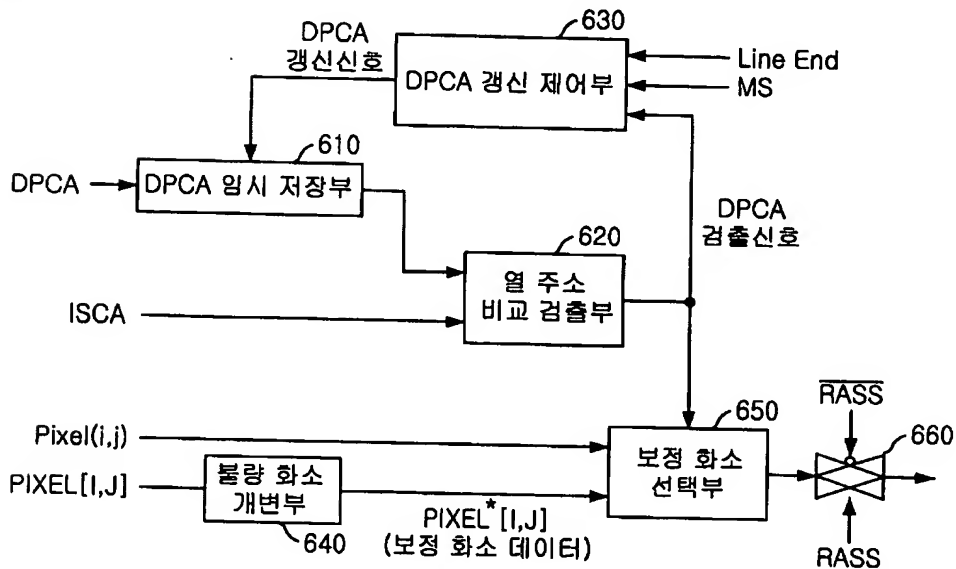 630
DPCA
갱신신호
DPCA 갱신 제어부
Line End
MS
610
DPCA
DPCA 임시 저장부
DPCA
검출신호
620
열 주소
비교 검출부
ISCA
RASS
650
660
Pixel(i,j)
보정 화소
선택부
PIXEL[I,J]
불량 화소
개변부
640
PIXEL*[I,J]
(보정 화소 데이터)
RASS